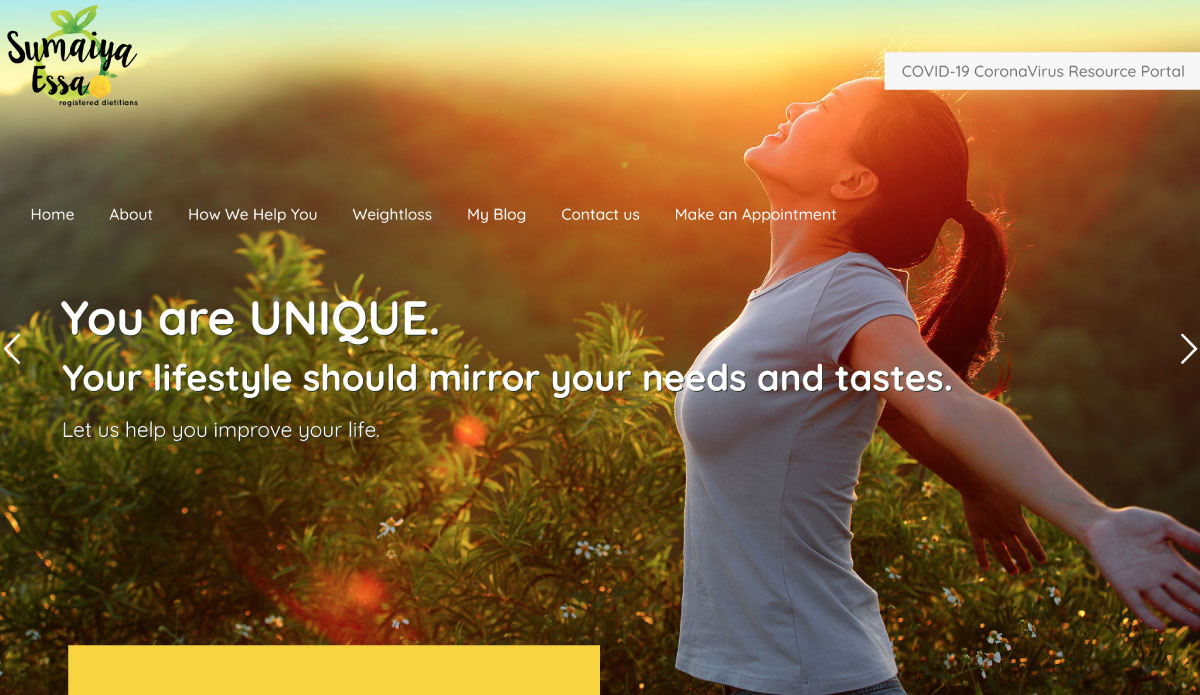 Sumaiya
Essa
registered dietitians
COVID-19 CoronaVirus Resource Portal
Home About How We Help You Weightloss My Blog Contact us Make an Appointment
You are UNIQUE.
Your lifestyle should mirror your needs and tastes.
Let us help you improve your life.